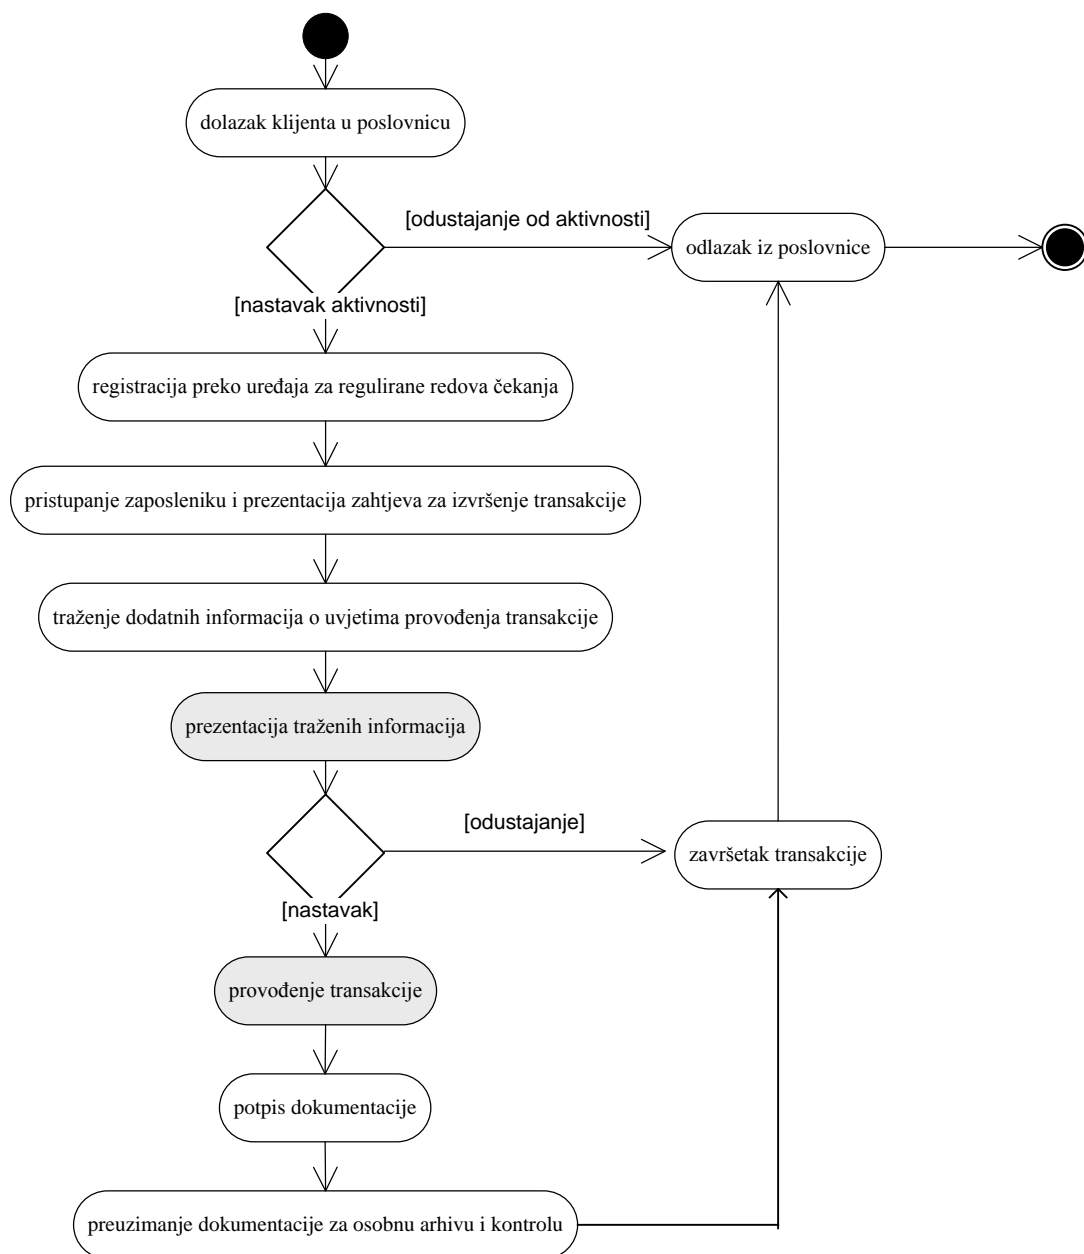 dolazak klijenta u poslovnicu
[odustajanje od aktivnosti]
odlazak iz poslovnice
[nastavak aktivnosti]
registracija preko uređaja za regulirane redova čekanja
pristupanje zaposleniku i prezentacija zahtjeva za izvršenje transakcije
traženje dodatnih informacija o uvjetima provođenja transakcije
prezentacija traženih informacija
[odustajanje]
završetak transakcije
[nastavak]
provođenje transakcije
potpis dokumentacije
preuzimanje dokumentacije za osobnu arhivu i kontrolu